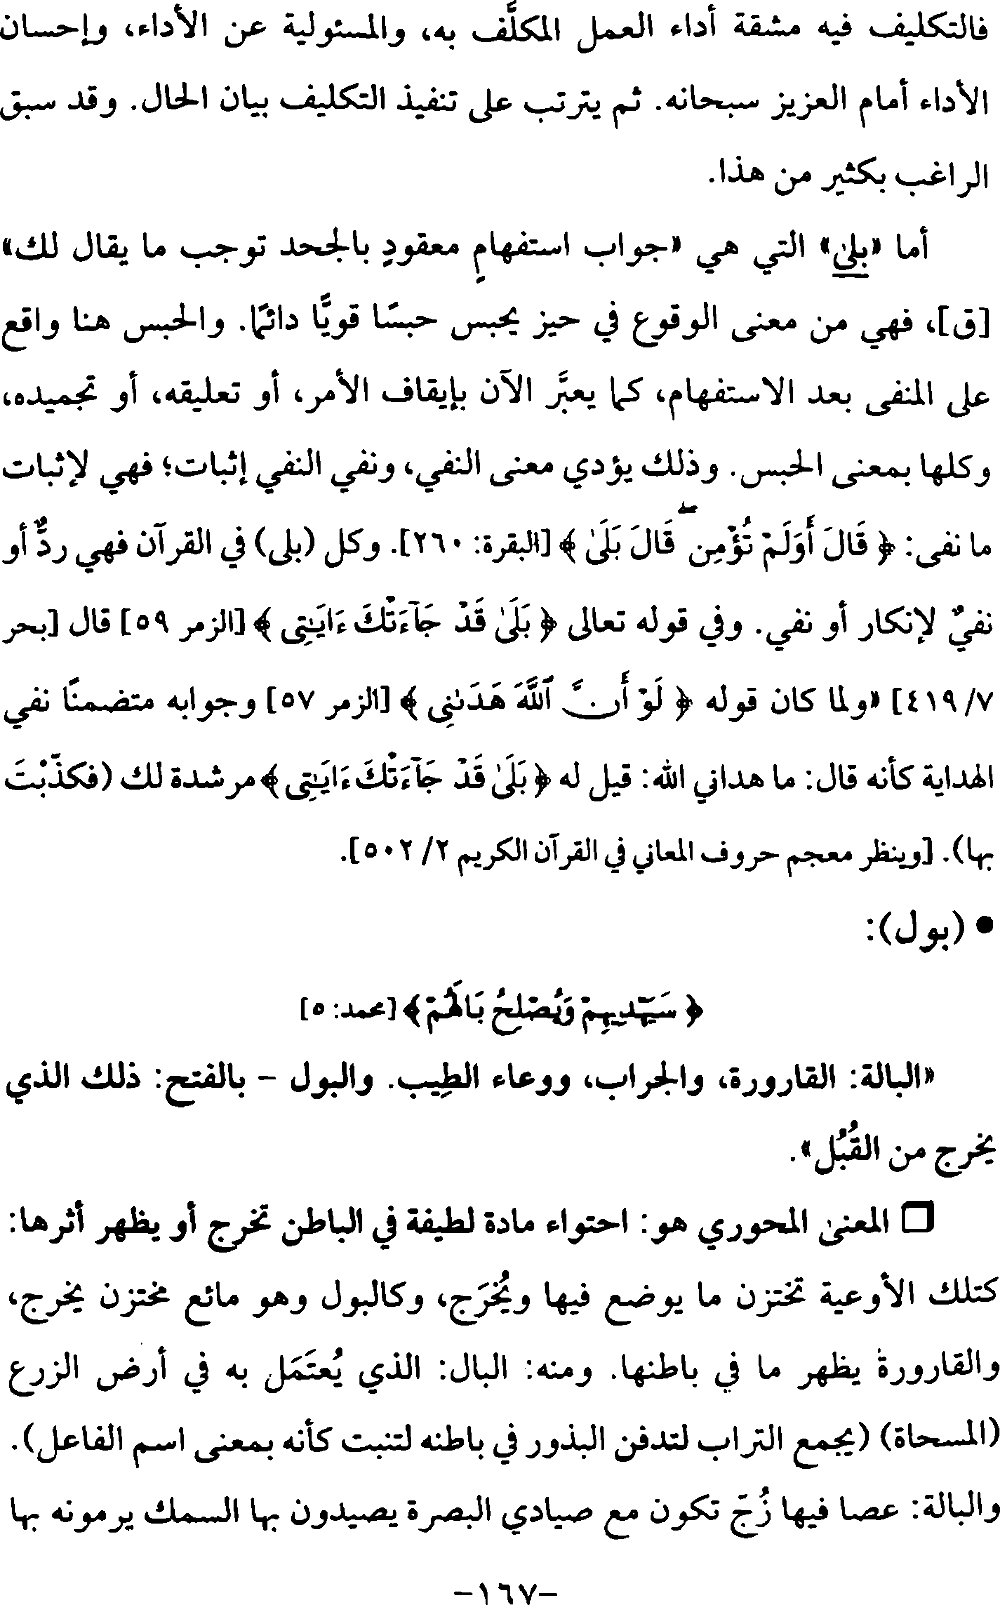 فالتكليف فيه مشقة أداء العمل المكلَّف به، والمسئولية عن الأداء، وإحسان
الأداء أمام العزيز سبحانه. ثم يترتب على تنفيذ التكليف بيان الحال. وقد سبق
الراغب بكثير من هذا.
أما «بلىٰ» التي هي «جواب استفهامٍ معقودٍ بالجحد توجب ما يقال لك»
[ق]، فهي من معنى الوقوع في حيز يحبس حبسًا قويًّا دائمًا. والحبس هنا واقع
على المنفى بعد الاستفهام، كما يعبَّر الآن بإيقاف الأمر، أو تعليقه، أو تجميده،
وكلها بمعنى الحبس. وذلك يؤدي معنى النفي، ونفي النفي إثبات؛ فهي لإثبات
ما نفى: ﴿ قَالَ أَوَلَمْ تُؤْمِن ۖ قَالَ بَلَىٰ ﴾ [البقرة: ٢٦٠]. وكل (بلى) في القرآن فهي ردٌّ أو
نفيٌ لإنكار أو نفي. وفي قوله تعالى ﴿ بَلَىٰ قَدْ جَآءَتْكَ ءَايَٰتِى ﴾ [الزمر ٥٩] قال [بحر
٧/ ٤١٩] «ولما كان قوله ﴿ لَوْ أَنَّ ٱللَّهَ هَدَىٰنِى ﴾ [الزمر ٥٧] وجوابه متضمنًا نفي
الهداية كأنه قال: ما هداني الله: قيل له ﴿ بَلَىٰ قَدْ جَآءَتْكَ ءَايَٰتِى ﴾ مرشدة لك (فكذّبْتَ
بها). [وينظر معجم حروف المعاني في القرآن الكريم ٢/ ٥٠٢].
• (بول):
﴿ سَيَهْدِيهِمْ وَيُصْلِحُ بَالَهُمْ ﴾ [محمد: ٥]
«البالة: القارورة، والجراب، ووعاء الطِيب. والبول – بالفتح: ذلك الذي
يخرج من القُبُل».
❒ المعنىٰ المحوري هو: احتواء مادة لطيفة في الباطن تخرج أو يظهر أثرها:
كتلك الأوعية تختزن ما يوضع فيها ويُخْرَج، وكالبول وهو مائع مختزن يخرج،
والقارورة يظهر ما في باطنها. ومنه: البال: الذي يُعتَمَل به في أرض الزرع
(المسحاة) (يجمع التراب لتدفن البذور في باطنه لتنبت كأنه بمعنى اسم الفاعل).
والبالة: عصا فيها زُجّ تكون مع صيادي البصرة يصيدون بها السمك يرمونه بها
–١٦٧–